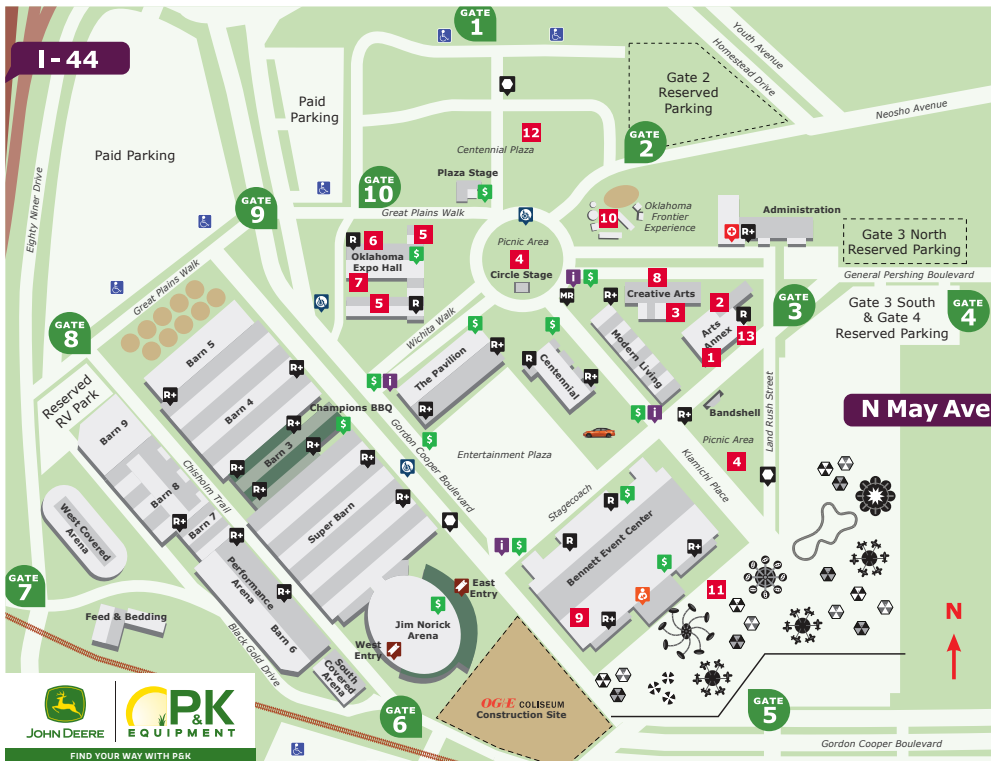 GATE
1
I - 44
Youth Avenue
Homestead Drive
Gate 2
Reserved
Parking
Neosho Avenue
Paid
Parking
Paid Parking
12
Centennial Plaza
GATE
2
Plaza Stage
$
GATE
10
GATE
9
Great Plains Walk
Eighty Niner Drive
10
Oklahoma
Frontier
Experience
Administration
R+
Gate 3 North
Reserved Parking
R
6
5
$
Oklahoma
Expo Hall
7
5
R
Picnic Area
4
Circle Stage
General Pershing Boulevard
i
$
MR
R+
8
Creative Arts
3
2
R
Arts
Annex
13
1
GATE
3
Gate 3 South
& Gate 4
Reserved Parking
GATE
4
Great Plains Walk
GATE
8
Wichita Walk
$
$
R+
The Pavilion
R
Centennial
R+
Modern Living
Barn 5
R+
R+
$
i
R+
$
Reserved
RV Park
Barn 4
Champions BBQ
$
R+
R+
Barn 3
R+
R+
R+
Gordon Cooper Boulevard
Entertainment Plaza
$
i
R+
Bandshell
Land Rush Street
N May Ave
Picnic Area
4
Kiamichi Place
Barn 9
Barn 8
Barn 7
R+
R+
Chisholm Trail
Super Barn
R+
Stagecoach
R
$
R
Bennett Event Center
$
R+
i
$
West Covered
Arena
GATE
7
Performance
Arena
R+
Barn 6
East
Entry
$
Jim Norick
Arena
West
Entry
9
R+
11
Feed & Bedding
Black Gold Drive
South
Covered
Arena
N
GATE
6
OG&E COLISEUM
Construction Site
GATE
5
Gordon Cooper Boulevard
JOHN DEERE
P&K
EQUIPMENT
FIND YOUR WAY WITH P&K